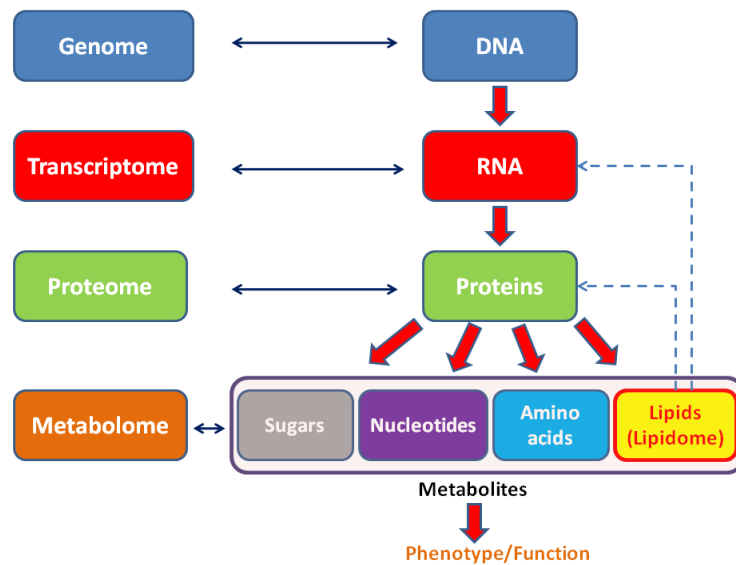 Genome
DNA
Transcriptome
RNA
Proteome
Proteins
Metabolome
Sugars
Nucleotides
Amino
acids
Lipids
(Lipidome)
Metabolites
Phenotype/Function